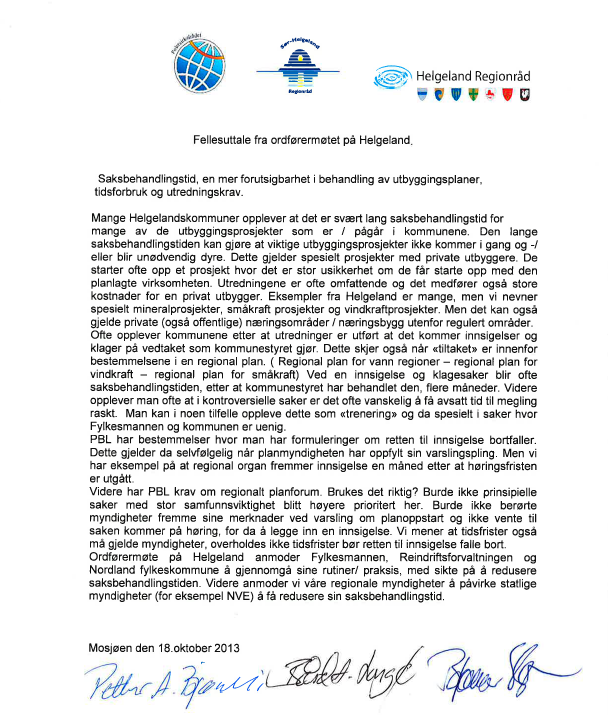 Sør-Helgeland
Regionråd
Helgeland Regionråd
Fellesuttale fra ordførermøtet på Helgeland.
Saksbehandlingstid, en mer forutsigbarhet i behandling av utbyggingsplaner,
tidsforbruk og utredningskrav.
Mange Helgelandskommuner opplever at det er svært lang saksbehandlingstid for
mange av de utbyggingsprosjekter som er / pågår i kommunene. Den lange
saksbehandlingstiden kan gjøre at viktige utbyggingsprosjekter ikke kommer i gang og -/
eller blir unødvendig dyre. Dette gjelder spesielt prosjekter med private utbyggere. De
starter ofte opp et prosjekt hvor det er stor usikkerhet om de får starte opp med den
planlagte virksomheten. Utredningene er ofte omfattende og det medfører også store
kostnader for en privat utbygger. Eksempler fra Helgeland er mange, men vi nevner
spesielt mineralprosjekter, småkraft prosjekter og vindkraftprosjekter. Men det kan også
gjelde private (også offentlige) næringsområder / næringsbygg utenfor regulert områder.
Ofte opplever kommunene etter at utredninger er utført at det kommer innsigelser og
klager på vedtaket som kommunestyret gjør. Dette skjer også når «tiltaket» er innenfor
bestemmelsene i en regional plan. ( Regional plan for vann regioner – regional plan for
vindkraft – regional plan for småkraft) Ved en innsigelse og klagesaker blir ofte
saksbehandlingstiden, etter at kommunestyret har behandlet den, flere måneder. Videre
opplever man ofte at i kontroversielle saker er det ofte vanskelig å få avsatt tid til megling
raskt. Man kan i noen tilfelle oppleve dette som «trenering» og da spesielt i saker hvor
Fylkesmannen og kommunen er uenig.
PBL har bestemmelser hvor man har formuleringer om retten til innsigelse bortfaller.
Dette gjelder da selvfølgelig når planmyndigheten har oppfylt sin varslingspling. Men vi
har eksempel på at regional organ fremmer innsigelse en måned etter at høringsfristen
er utgått.
Videre har PBL krav om regionalt planforum. Brukes det riktig? Burde ikke prinsipielle
saker med stor samfunnsviktighet blitt høyere prioritert her. Burde ikke berørte
myndigheter fremme sine merknader ved varsling om planoppstart og ikke vente til
saken kommer på høring, for da å legge inn en innsigelse. Vi mener at tidsfrister også
må gjelde myndigheter, overholdes ikke tidsfrister bør retten til innsigelse falle bort.
Ordførermøte på Helgeland anmoder Fylkesmannen, Reindriftsforvaltningen og
Nordland fylkeskommune å gjennomgå sine rutiner/ praksis, med sikte på å redusere
saksbehandlingstiden. Videre anmoder vi våre regionale myndigheter å påvirke statlige
myndigheter (for eksempel NVE) å få redusere sin saksbehandlingstid.
Mosjøen den 18.oktober 2013
Petter A. Bjørnli